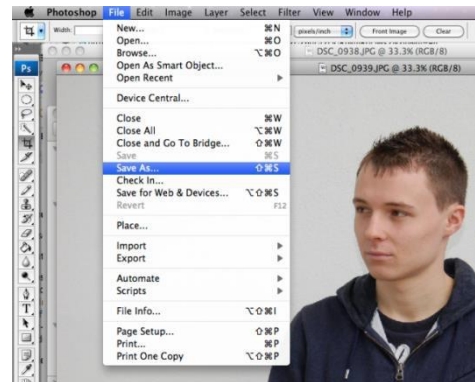 Photoshop File Edit Image Layer Select Filter View Window Help
Width: pixels/inch Front Image Clear
DSC_0938.JPG @ 33.3% (RGB/8)
DSC_0939.JPG @ 33.3% (RGB/8)
Ps
New... ⌘N
Open... ⌘O
Browse... ⌥⌘O
Open As Smart Object...
Open Recent
Device Central...
Close ⌘W
Close All ⌥⌘W
Close and Go To Bridge... ⇧⌘W
Save ⌘S
Save As... ⇧⌘S
Check In...
Save for Web & Devices... ⌥⇧⌘S
Revert F12
Place...
Import
Export
Automate
Scripts
File Info... ⌥⇧⌘I
Page Setup... ⇧⌘P
Print... ⌘P
Print One Copy ⌥⇧⌘P